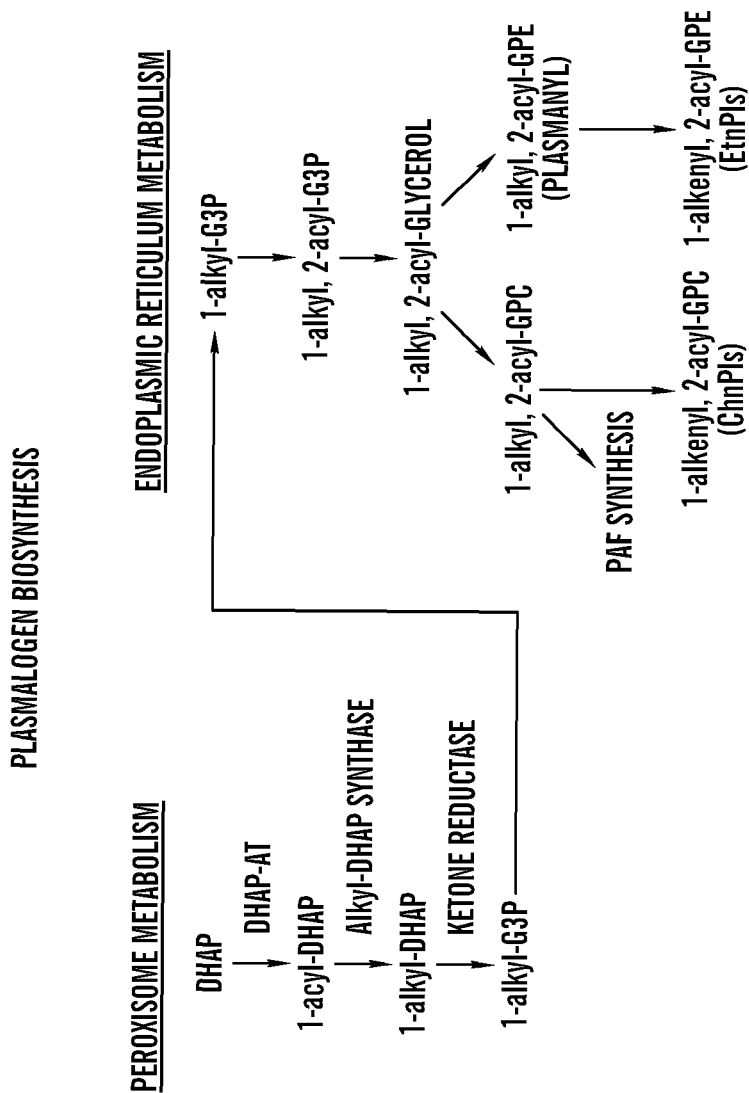 PLASMALOGEN BIOSYNTHESIS
PEROXISOME METABOLISM
DHAP
DHAP-AT
1-acyl-DHAP
Alkyl-DHAP SYNTHASE
1-alkyl-DHAP
KETONE REDUCTASE
1-alkyl-G3P
ENDOPLASMIC RETICULUM METABOLISM
1-alkyl-G3P
1-alkyl, 2-acyl-G3P
1-alkyl, 2-acyl-GLYCEROL
1-alkyl, 2-acyl-GPC
1-alkyl, 2-acyl-GPE
(PLASMANYL)
PAF SYNTHESIS
1-alkenyl, 2-acyl-GPC
(ChnPls)
1-alkenyl, 2-acyl-GPE
(EtnPls)